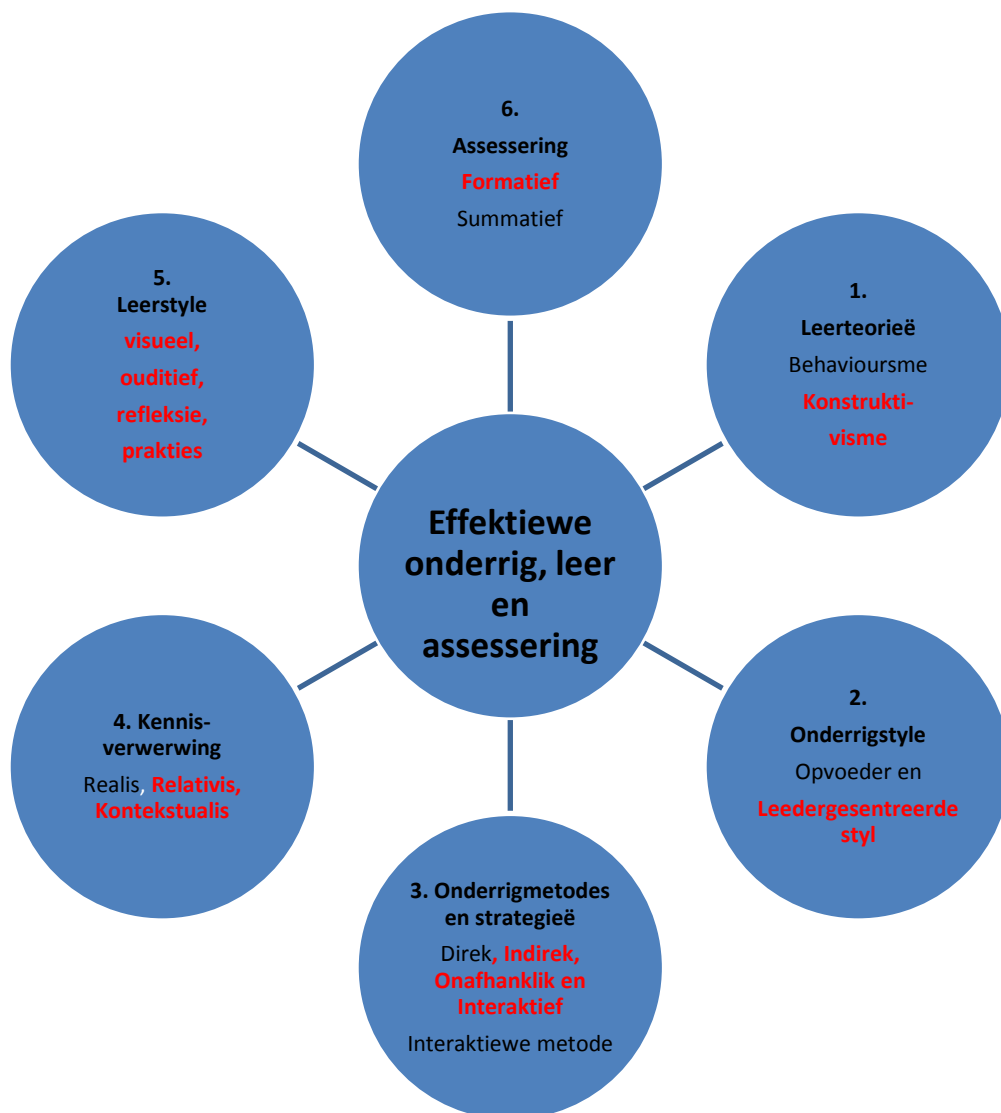 6.
Assessering
Formatief
Summatief
5.
Leerstyle
visueel,
ouditief,
refleksie,
prakties
1.
Leerteorieë
Behavioursme
Konstrukti-
visme
Effektiewe
onderrig, leer
en
assessering
4. Kennis-
verwerwing
Realis, Relativis,
Kontekstualis
2.
Onderrigstyle
Opvoeder en
Leedergesentreerde
styl
3. Onderrigmetodes
en strategieë
Direk, Indirek,
Onafhanklik en
Interaktief
Interaktiewe metode